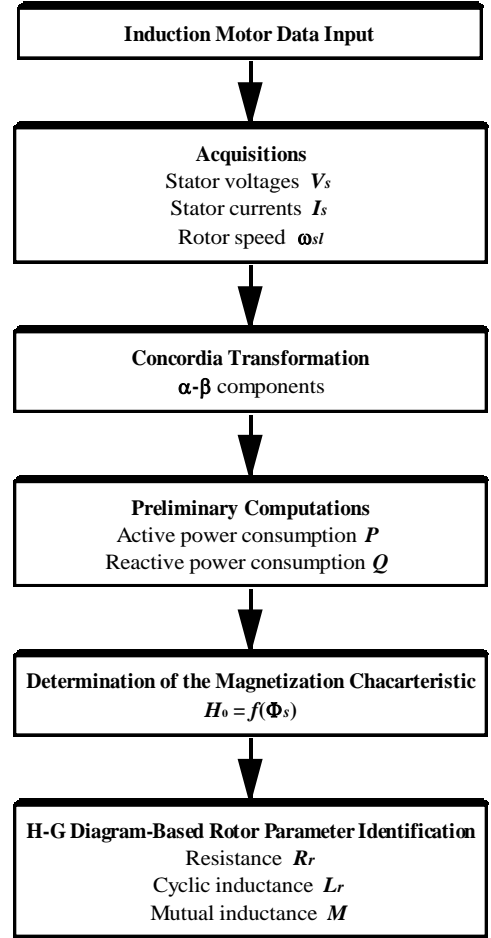 Induction Motor Data Input
Acquisitions
Stator voltages Vs
Stator currents Is
Rotor speed ωsl
Concordia Transformation
α-β components
Preliminary Computations
Active power consumption P
Reactive power consumption Q
Determination of the Magnetization Chacarteristic
H0 = f(Φs)
H-G Diagram-Based Rotor Parameter Identification
Resistance Rr
Cyclic inductance Lr
Mutual inductance M